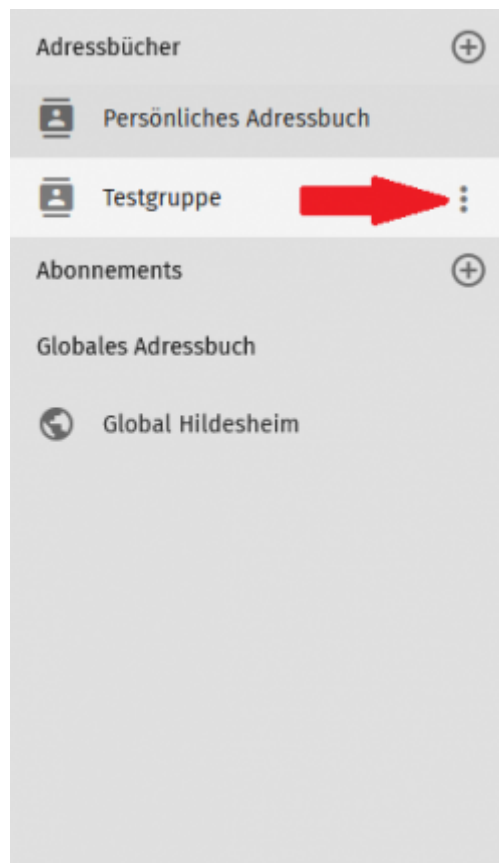 Adressbücher
Persönliches Adressbuch
Testgruppe
Abonnements
Globales Adressbuch
Global Hildesheim